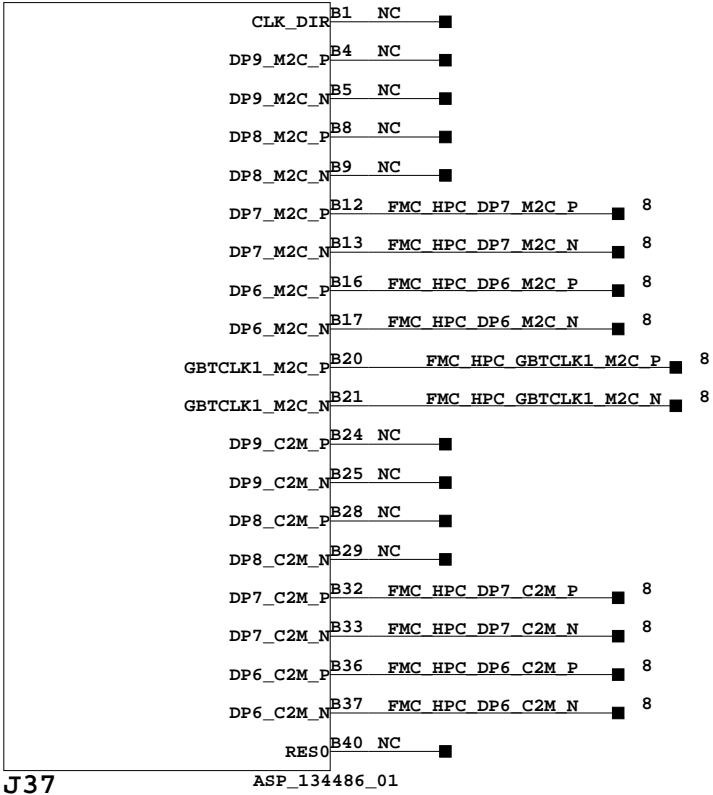 CLK_DIR B1 NC
DP9_M2C_P B4 NC
DP9_M2C_N B5 NC
DP8_M2C_P B8 NC
DP8_M2C_N B9 NC
DP7_M2C_P B12 FMC_HPC_DP7_M2C_P 8
DP7_M2C_N B13 FMC_HPC_DP7_M2C_N 8
DP6_M2C_P B16 FMC_HPC_DP6_M2C_P 8
DP6_M2C_N B17 FMC_HPC_DP6_M2C_N 8
GBTCLK1_M2C_P B20 FMC_HPC_GBTCLK1_M2C_P 8
GBTCLK1_M2C_N B21 FMC_HPC_GBTCLK1_M2C_N 8
DP9_C2M_P B24 NC
DP9_C2M_N B25 NC
DP8_C2M_P B28 NC
DP8_C2M_N B29 NC
DP7_C2M_P B32 FMC_HPC_DP7_C2M_P 8
DP7_C2M_N B33 FMC_HPC_DP7_C2M_N 8
DP6_C2M_P B36 FMC_HPC_DP6_C2M_P 8
DP6_C2M_N B37 FMC_HPC_DP6_C2M_N 8
RES0 B40 NC
J37 ASP_134486_01